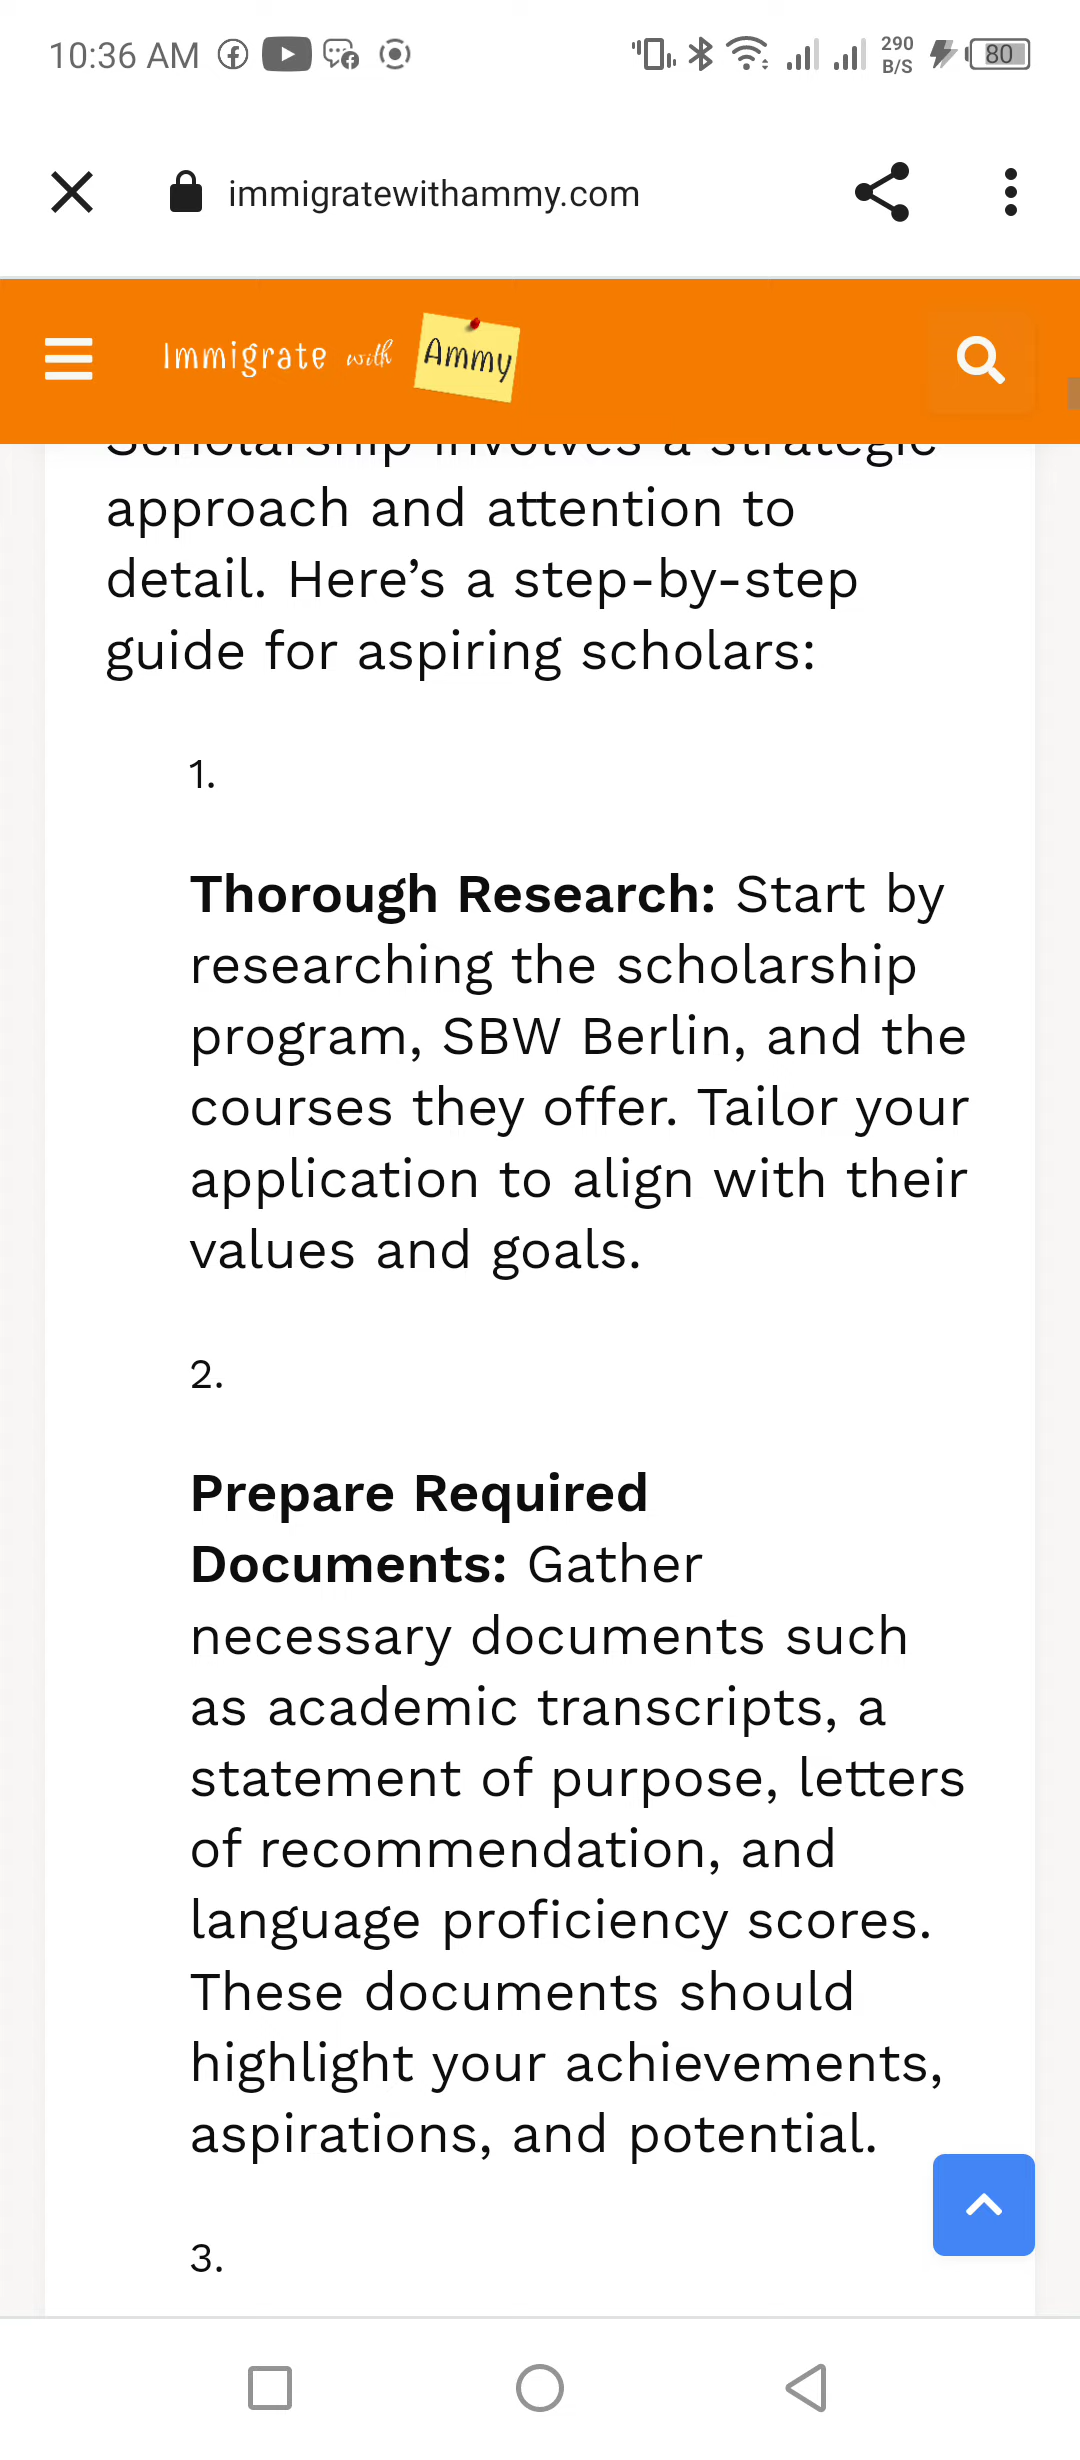 10:36 AM
290
B/S
80
immigratewithammy.com
Immigrate with Ammy
Scholarship involves a strategic
approach and attention to
detail. Here’s a step-by-step
guide for aspiring scholars:
1.
Thorough Research: Start by
researching the scholarship
program, SBW Berlin, and the
courses they offer. Tailor your
application to align with their
values and goals.
2.
Prepare Required
Documents: Gather
necessary documents such
as academic transcripts, a
statement of purpose, letters
of recommendation, and
language proficiency scores.
These documents should
highlight your achievements,
aspirations, and potential.
3.